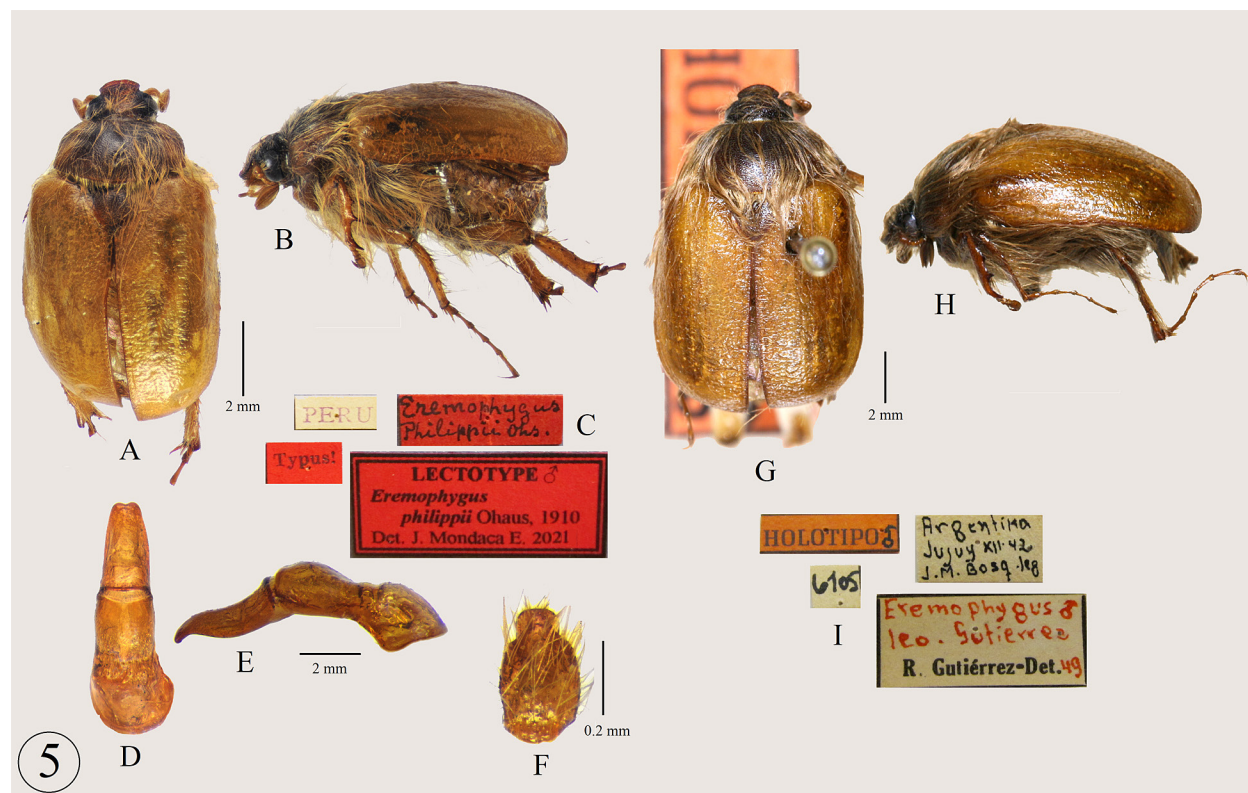 A
B
2 mm
PERU
Eremophygus
Philippii Ohs.
C
Typus!
LECTOTYPE ♂
Eremophygus
philippii Ohaus, 1910
Det. J. Mondaca E. 2021
D
E
2 mm
F
0.2 mm
G
2 mm
H
HOLOTIPO ♂
Argentina
Jujuy XII-42
J.M. Bosq. leg
6105
I
Eremophygus ♂
leo. Gutierrez
R. Gutiérrez-Det. 49
5